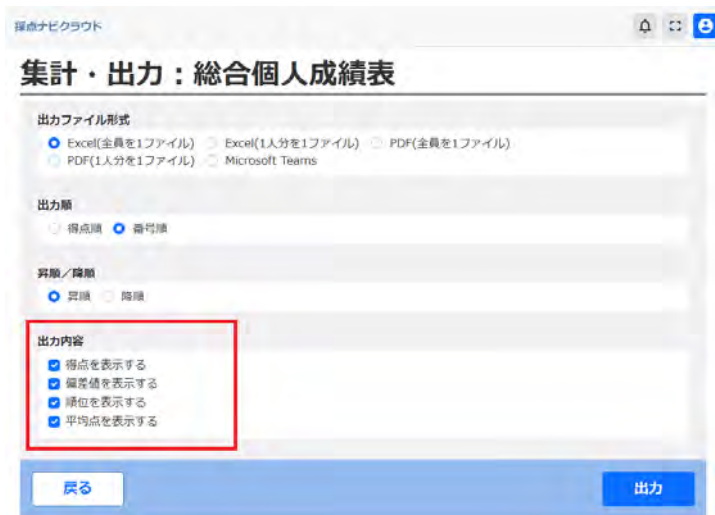 採点ナビクラウド
集計・出力：総合個人成績表
出力ファイル形式
Excel(全員を1ファイル) Excel(1人分を1ファイル) PDF(全員を1ファイル)
PDF(1人分を1ファイル) Microsoft Teams
出力順
得点順 番号順
昇順／降順
昇順 降順
出力内容
得点を表示する
偏差値を表示する
順位を表示する
平均点を表示する
戻る 出力